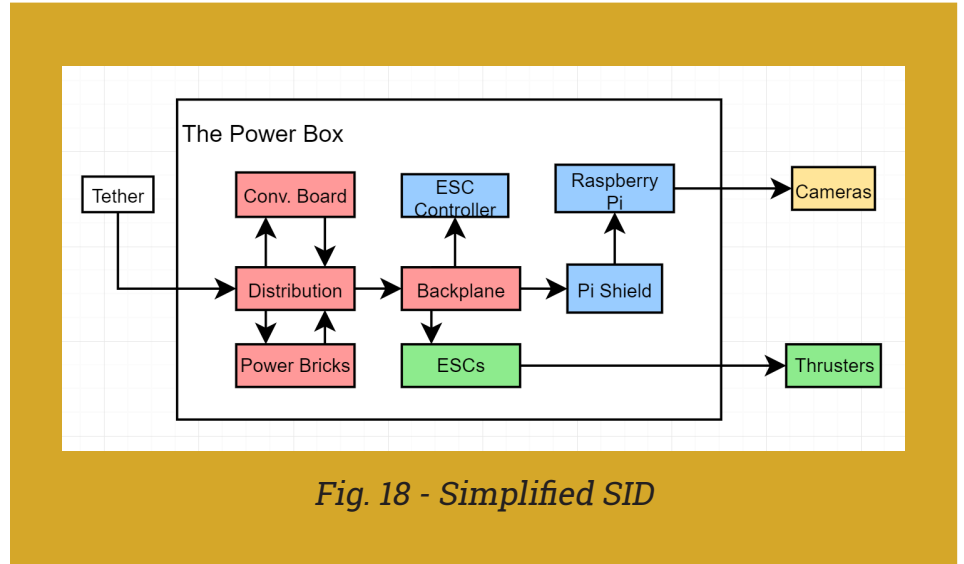 The Power Box
Tether
Conv. Board
ESC
Controller
Raspberry
Pi
Cameras
Distribution
Backplane
Pi Shield
Power Bricks
ESCs
Thrusters
Fig. 18 - Simplified SID